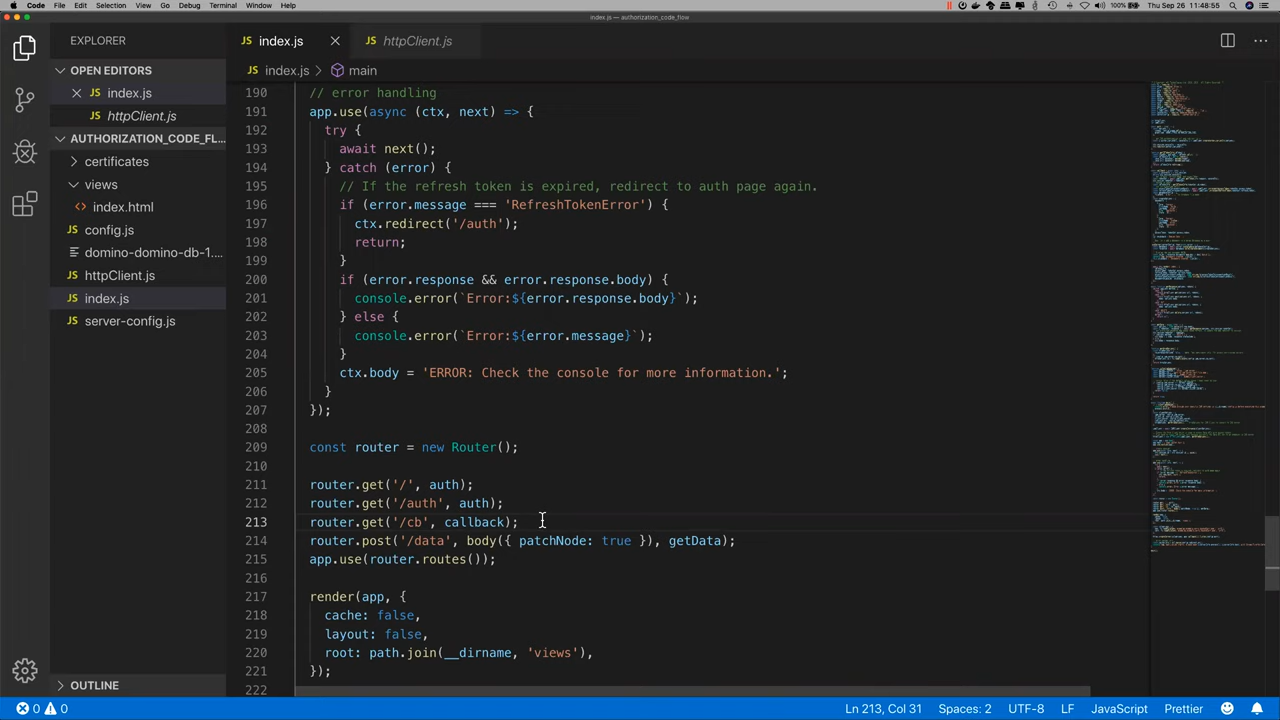 Code File Edit Selection View Go Debug Terminal Window Help 100% Thu Sep 26 11:48:55
index.js — authorization_code_flow
EXPLORER
OPEN EDITORS
JS index.js
JS httpClient.js
AUTHORIZATION_CODE_FL...
certificates
views
<> index.html
JS config.js
domino-domino-db-1....
JS httpClient.js
JS index.js
JS server-config.js
OUTLINE
JS index.js JS httpClient.js
JS index.js > main
190 // error handling
191 app.use(async (ctx, next) => {
192 try {
193 await next();
194 } catch (error) {
195 // If the refresh token is expired, redirect to auth page again.
196 if (error.message === 'RefreshTokenError') {
197 ctx.redirect('/auth');
198 return;
199 }
200 if (error.response && error.response.body) {
201 console.error(`Error:${error.response.body}`);
202 } else {
203 console.error(`Error:${error.message}`);
204 }
205 ctx.body = 'ERROR: Check the console for more information.';
206 }
207 });
208
209 const router = new Router();
210
211 router.get('/', auth);
212 router.get('/auth', auth);
213 router.get('/cb', callback);
214 router.post('/data', patchNode: true }), getData);
215 app.use(router.routes());
216
217 render(app, {
218 cache: false,
219 layout: false,
220 root: path.join(__dirname, 'views'),
221 });
222
0 0 Ln 213, Col 31 Spaces: 2 UTF-8 LF JavaScript Prettier